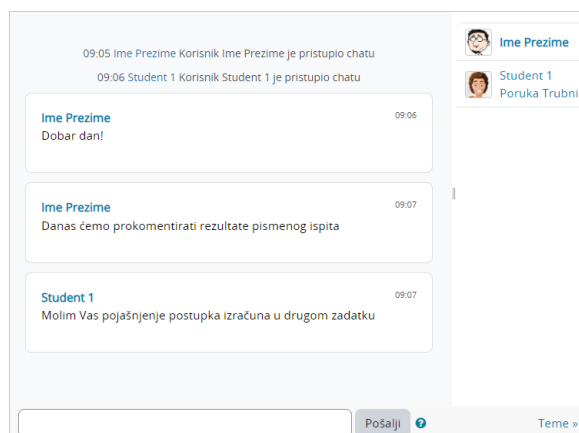 09:05 Ime Prezime Korisnik Ime Prezime je pristupio chatu
09:06 Student 1 Korisnik Student 1 je pristupio chatu
Ime Prezime 09:06
Dobar dan!
Ime Prezime 09:07
Danas ćemo prokomentirati rezultate pismenog ispita
Student 1 09:07
Molim Vas pojašnjenje postupka izračuna u drugom zadatku
Pošalji ?
Ime Prezime
Student 1
Poruka Trubni
Teme »